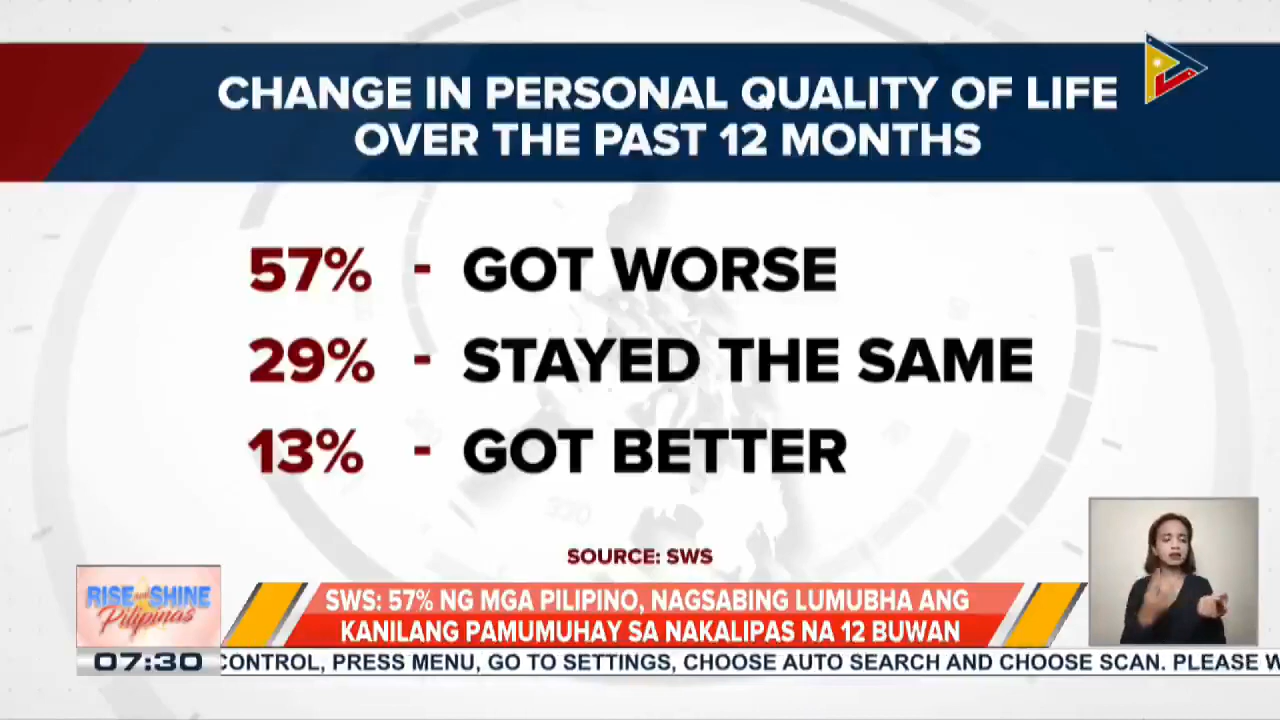 CHANGE IN PERSONAL QUALITY OF LIFE
OVER THE PAST 12 MONTHS
57% - GOT WORSE
29% - STAYED THE SAME
13% - GOT BETTER
SOURCE: SWS
RISE and SHINE
Pilipinas
SWS: 57% NG MGA PILIPINO, NAGSABING LUMUBHA ANG
KANILANG PAMUMUHAY SA NAKALIPAS NA 12 BUWAN
07:30
CONTROL, PRESS MENU, GO TO SETTINGS, CHOOSE AUTO SEARCH AND CHOOSE SCAN. PLEASE W